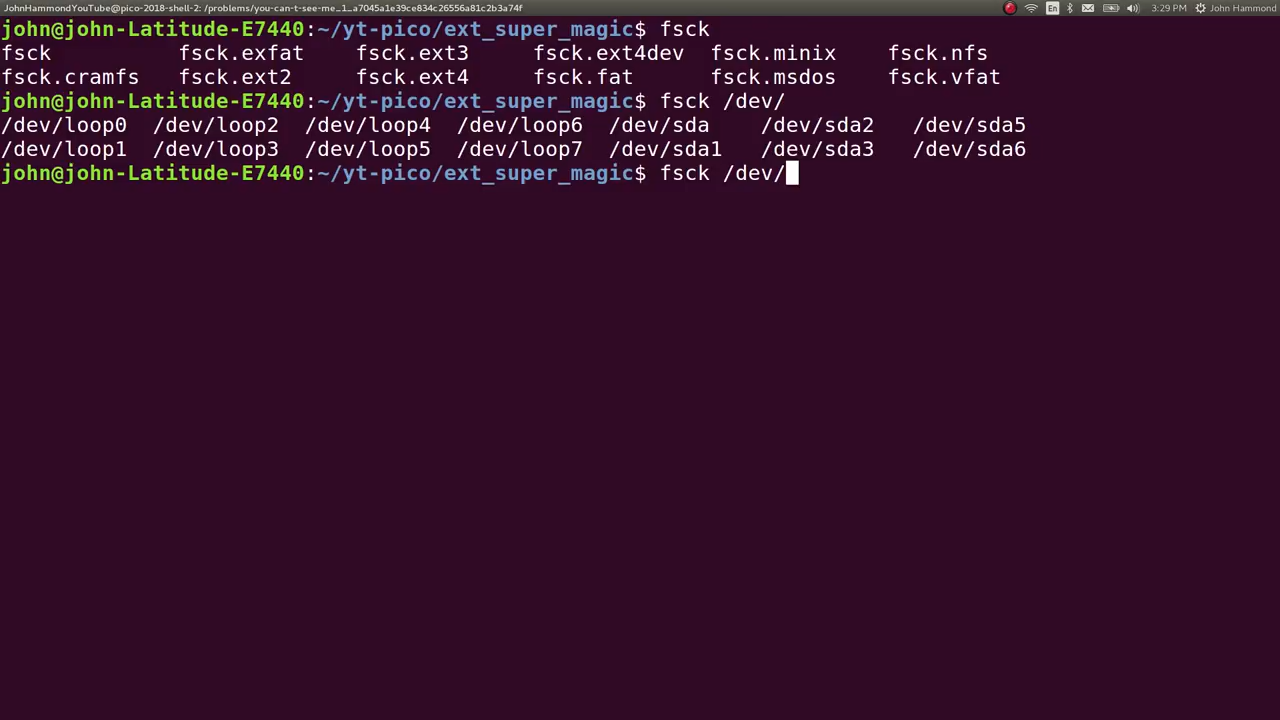 JohnHammondYouTube@pico-2018-shell-2: /problems/you-can-t-see-me_1_a7045a1e39ce834c26556a81c2b3a74f En 3:29 PM John Hammond
john@john-Latitude-E7440:~/yt-pico/ext_super_magic$ fsck
fsck fsck.exfat fsck.ext3 fsck.ext4dev fsck.minix fsck.nfs
fsck.cramfs fsck.ext2 fsck.ext4 fsck.fat fsck.msdos fsck.vfat
john@john-Latitude-E7440:~/yt-pico/ext_super_magic$ fsck /dev/
/dev/loop0 /dev/loop2 /dev/loop4 /dev/loop6 /dev/sda /dev/sda2 /dev/sda5
/dev/loop1 /dev/loop3 /dev/loop5 /dev/loop7 /dev/sda1 /dev/sda3 /dev/sda6
john@john-Latitude-E7440:~/yt-pico/ext_super_magic$ fsck /dev/